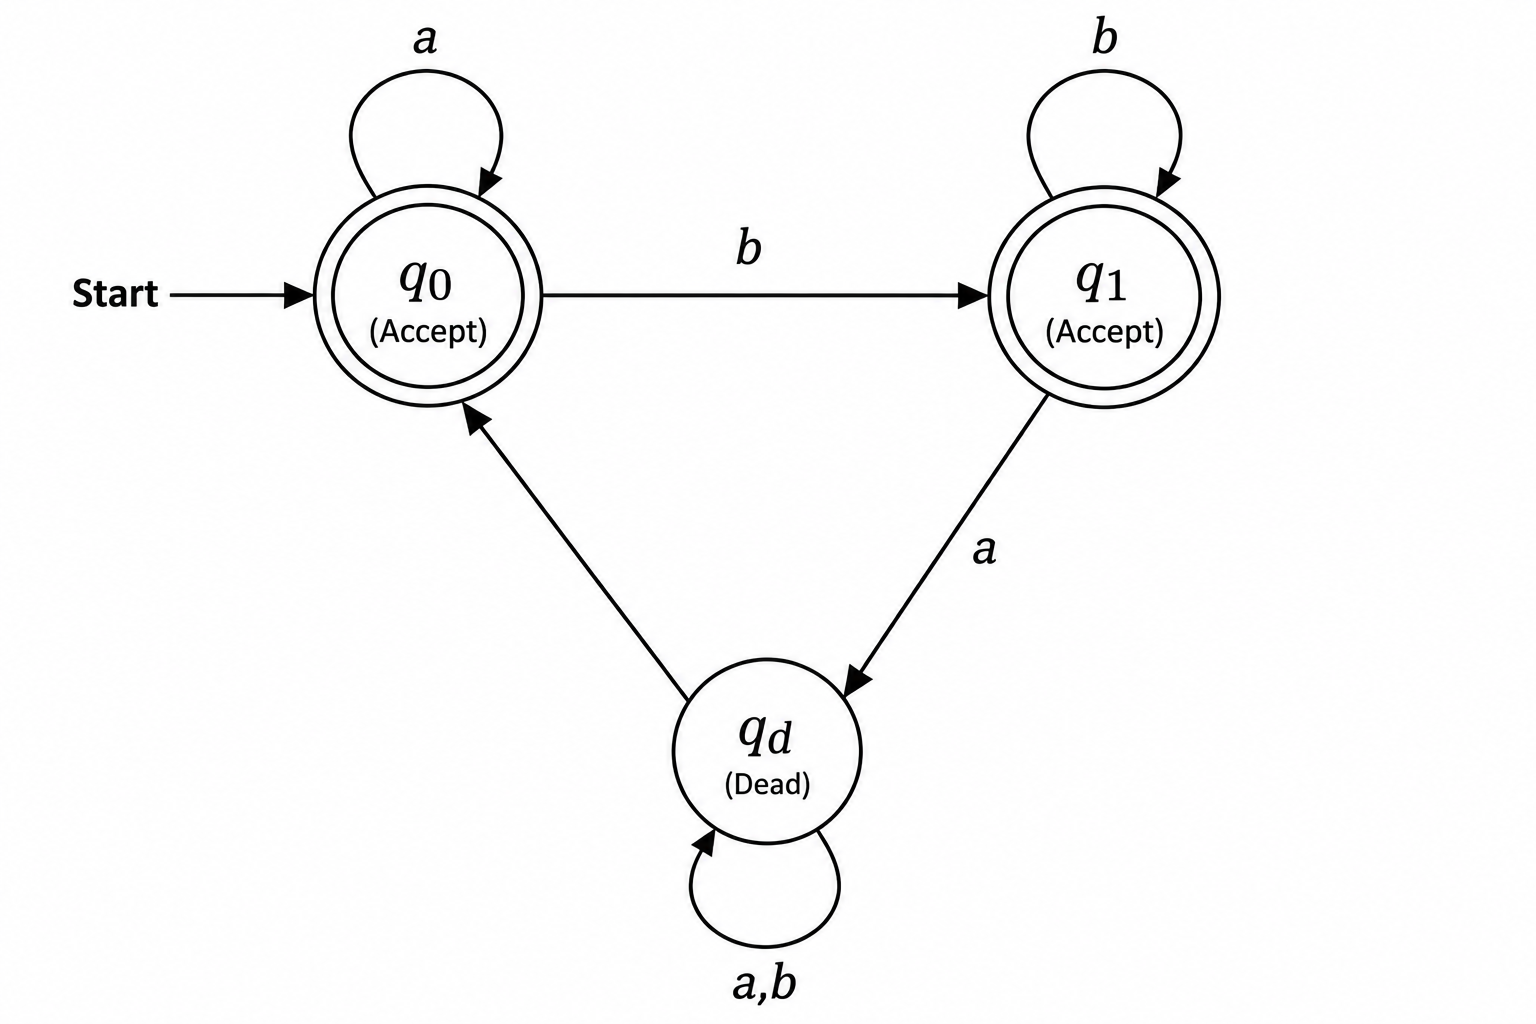 a
b
Start
q0
(Accept)
b
q1
(Accept)
a
qd
(Dead)
a,b